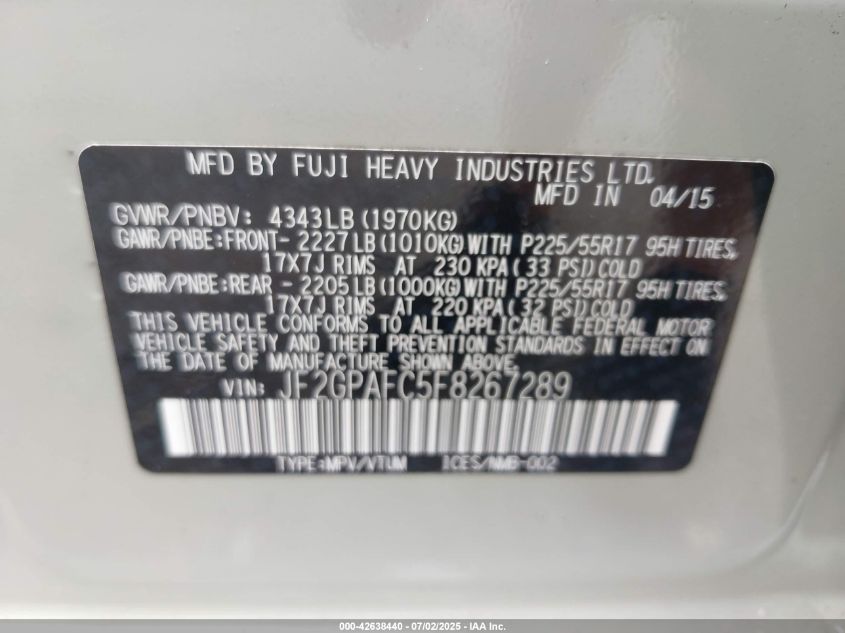 MFD BY FUJI HEAVY INDUSTRIES LTD.
MFD IN 04/15
GVWR/PNBV: 4343LB(1970KG)
GAWR/PNBE:FRONT- 2227LB(1010KG)WITH P225/55R17 95H TIRES,
17X7J RIMS AT 230 KPA(33 PSI)COLD
GAWR/PNBE:REAR - 2205LB(1000KG)WITH P225/55R17 95H TIRES,
17X7J RIMS AT 220 KPA(32 PSI)COLD
THIS VEHICLE CONFORMS TO ALL APPLICABLE FEDERAL MOTOR
VEHICLE SAFETY AND THEFT PREVENTION STANDARDS IN EFFECT ON
THE DATE OF MANUFACTURE SHOWN ABOVE.
VIN: JF2GPAFC5F8267289
TYPE:MPV/VTUM ICES/NMB-002
000-42638440 - 07/02/2025 - IAA Inc.